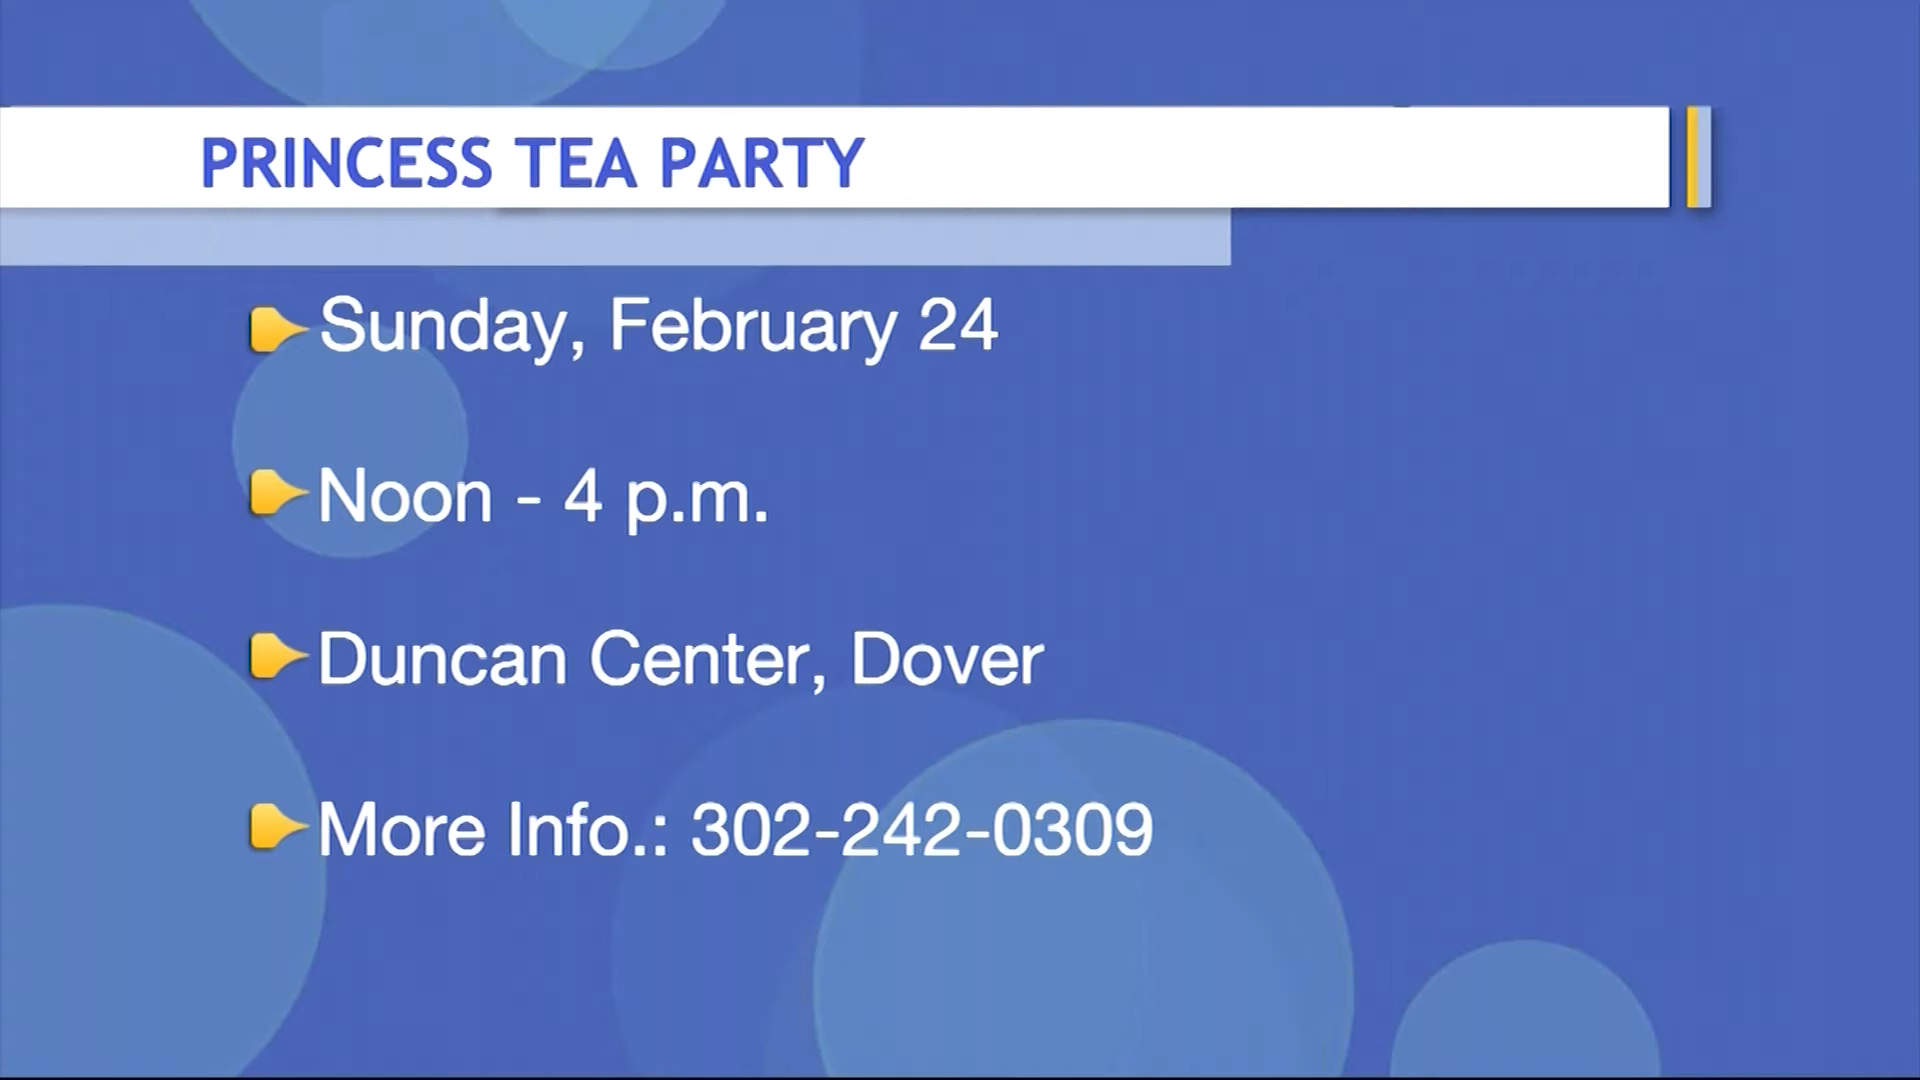 PRINCESS TEA PARTY
Sunday, February 24
Noon - 4 p.m.
Duncan Center, Dover
More Info.: 302-242-0309